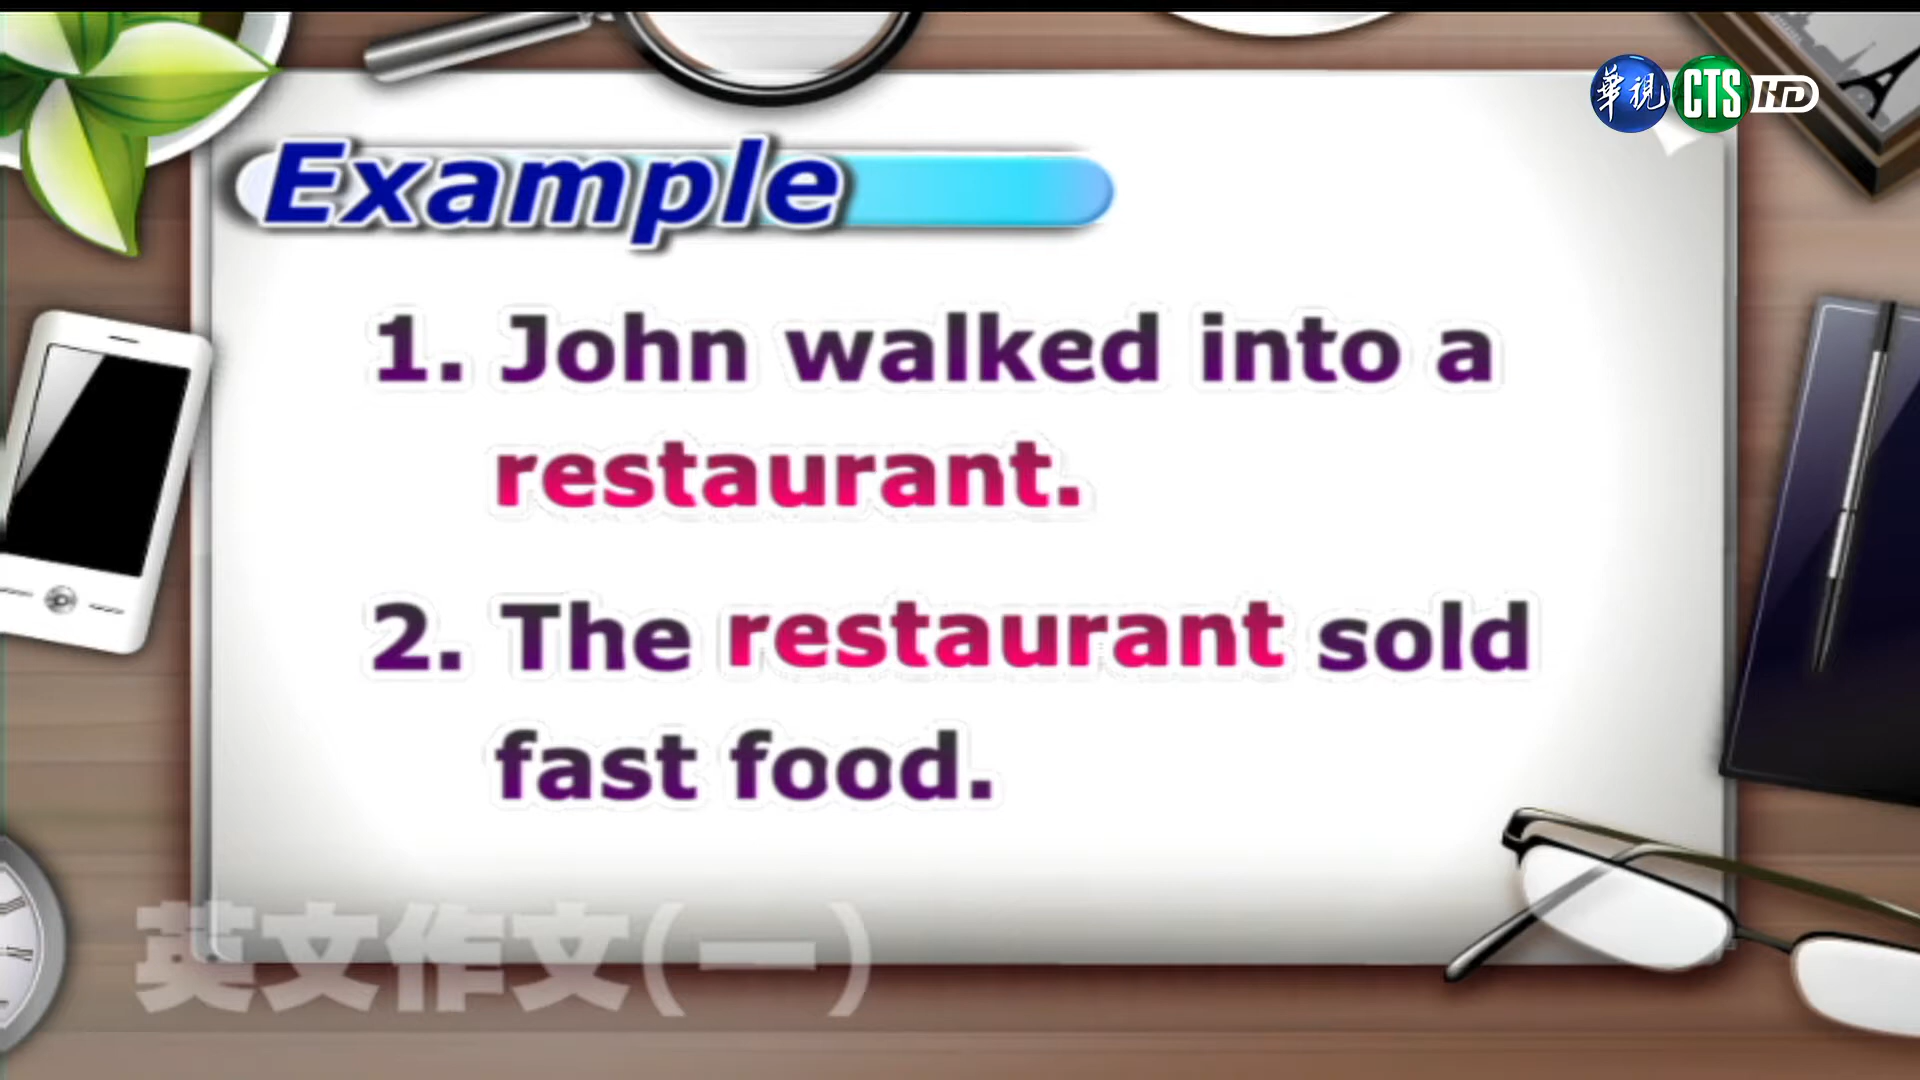 華視 CTS HD
Example
1. John walked into a
restaurant.
2. The restaurant sold
fast food.
英文作文(一)